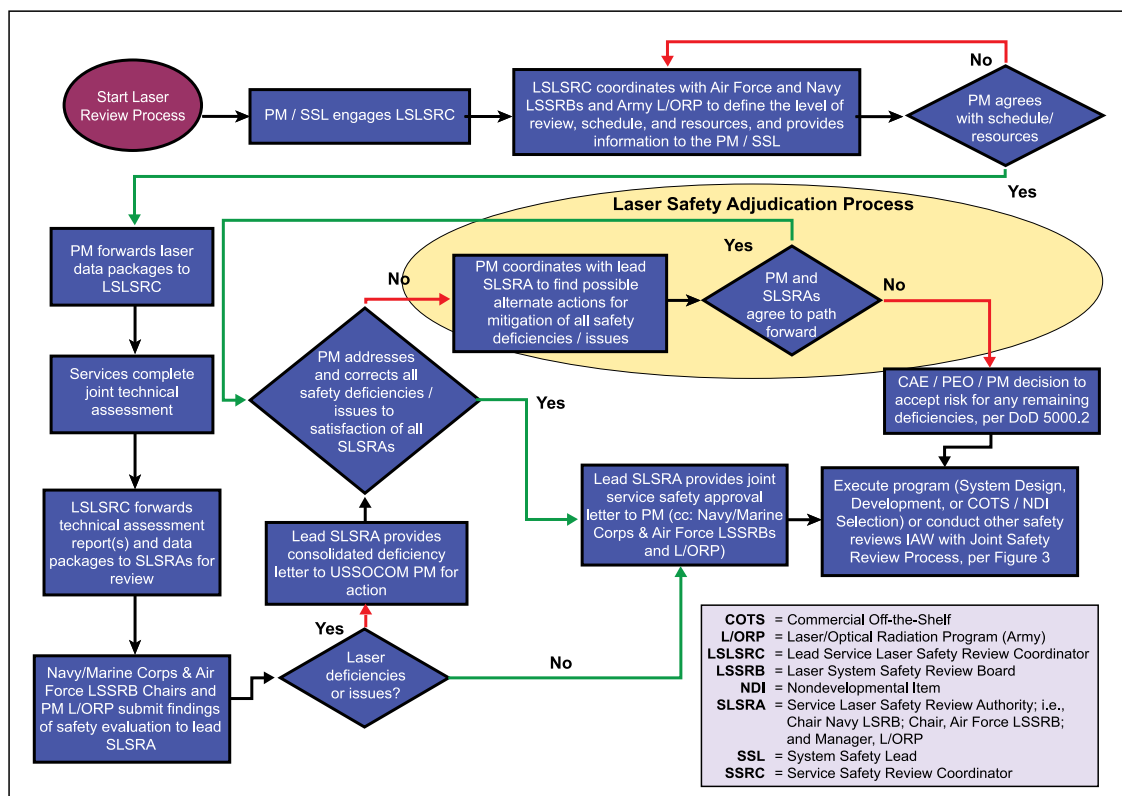 Start Laser
Review Process
PM / SSL engages LSLSRC
LSLSRC coordinates with Air Force and Navy
LSSRBs and Army L/ORP to define the level of
review, schedule, and resources, and provides
information to the PM / SSL
No
PM agrees
with schedule/
resources
Yes
Laser Safety Adjudication Process
PM forwards laser
data packages to
LSLSRC
No
PM coordinates with lead
SLSRA to find possible
alternate actions for
mitigation of all safety
deficiencies / issues
Yes
PM and
SLSRAs
agree to path
forward
No
Services complete
joint technical
assessment
PM addresses
and corrects all
safety deficiencies /
issues to
satisfaction of all
SLSRAs
Yes
CAE / PEO / PM decision to
accept risk for any remaining
deficiencies, per DoD 5000.2
LSLSRC forwards
technical assessment
report(s) and data
packages to SLSRAs for
review
Lead SLSRA provides
consolidated deficiency
letter to USSOCOM PM for
action
Lead SLSRA provides joint
service safety approval
letter to PM (cc: Navy/Marine
Corps & Air Force LSSRBs
and L/ORP)
Execute program (System Design,
Development, or COTS / NDI
Selection) or conduct other safety
reviews IAW with Joint Safety
Review Process, per Figure 3
Navy/Marine Corps & Air
Force LSSRB Chairs and
PM L/ORP submit findings
of safety evaluation to lead
SLSRA
Yes
Laser
deficiencies
or issues?
No
COTS = Commercial Off-the-Shelf
L/ORP = Laser/Optical Radiation Program (Army)
LSLSRC = Lead Service Laser Safety Review Coordinator
LSSRB = Laser System Safety Review Board
NDI = Nondevelopmental Item
SLSRA = Service Laser Safety Review Authority; i.e.,
Chair Navy LSRB; Chair, Air Force LSSRB;
and Manager, L/ORP
SSL = System Safety Lead
SSRC = Service Safety Review Coordinator